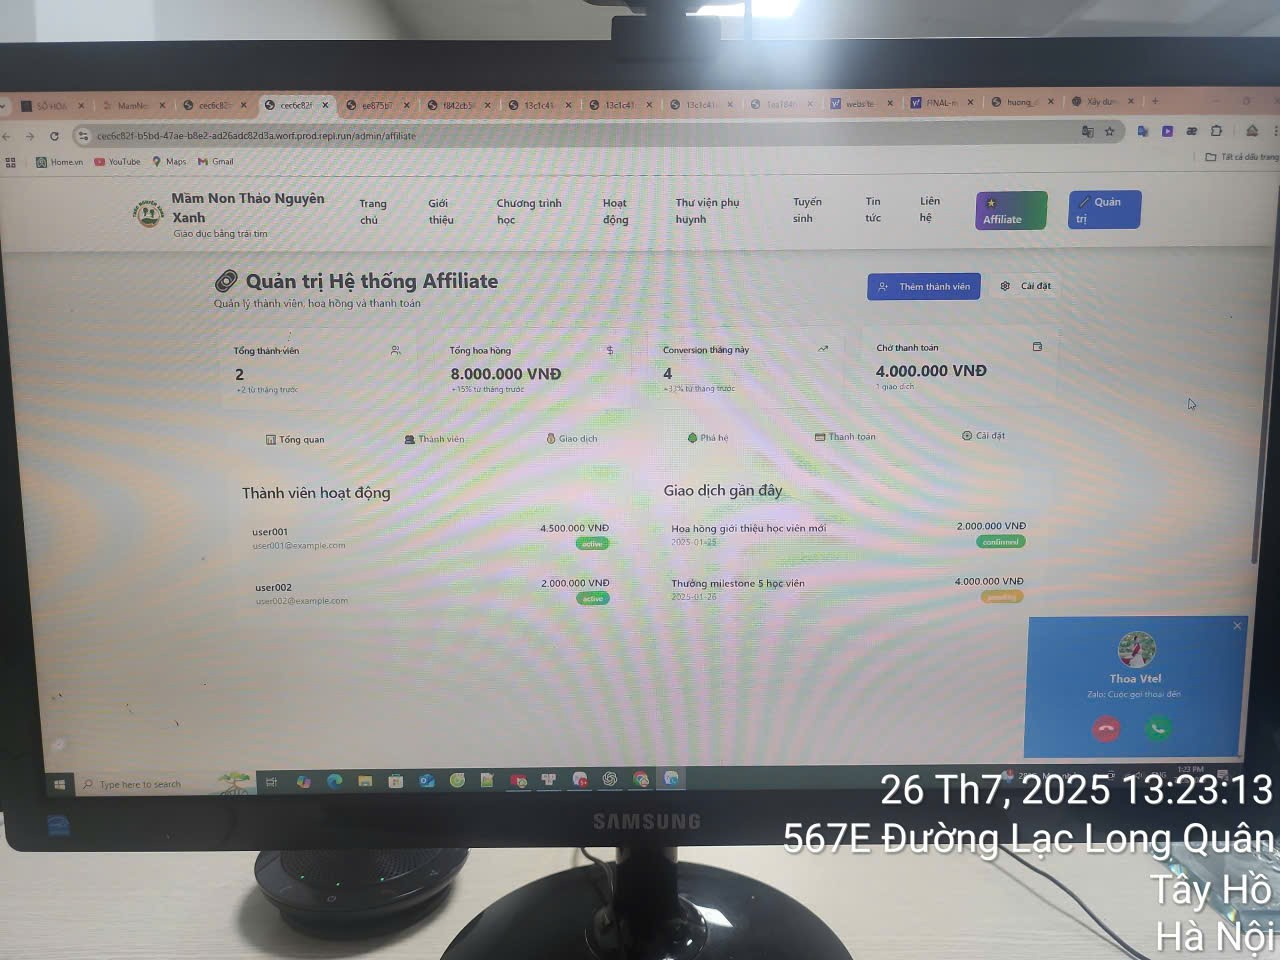 MamNo
cec6c82
cec6c82f
ee875b7
f842cb5
13c1c41
13c1c41
13c1c41
website
FINAL-m
huong_d
Xây dựn
cec6c82f-b5bd-47ae-b8e2-ad26adc82d3a.worf.prod.repl.run/admin/affiliate
Home.vn
YouTube
Maps
Gmail
Tất cả dấu trang
Mầm Non Thảo Nguyên
Xanh
Giáo dục bằng trái tim
Trang
chủ
Giới
thiệu
Chương trình
học
Hoạt
động
Thư viện phụ
huynh
Tuyển
sinh
Tin
tức
Liên
hệ
Affiliate
Quản
trị
Quản trị Hệ thống Affiliate
Quản lý thành viên, hoa hồng và thanh toán
Thêm thành viên
Cài đặt
Tổng thành viên
2
+2 từ tháng trước
Tổng hoa hồng
$
8.000.000 VNĐ
+15% từ tháng trước
Conversion tháng này
4
+33% từ tháng trước
Chờ thanh toán
4.000.000 VNĐ
1 giao dịch
Tổng quan
Thành viên
Giao dịch
Phả hệ
Thanh toán
Cài đặt
Thành viên hoạt động
user001
user001@example.com
4.500.000 VNĐ
active
user002
user002@example.com
2.000.000 VNĐ
active
Giao dịch gần đây
Hoa hồng giới thiệu học viên mới
2025-01-25
2.000.000 VNĐ
confirmed
Thưởng milestone 5 học viên
2025-01-26
4.000.000 VNĐ
pending
Thoa Vtel
Zalo: Cuộc gọi thoại đến
Type here to search
1:23 PM
SAMSUNG
26 Th7, 2025 13:23:13
567E Đường Lạc Long Quân
Tây Hồ
Hà Nội